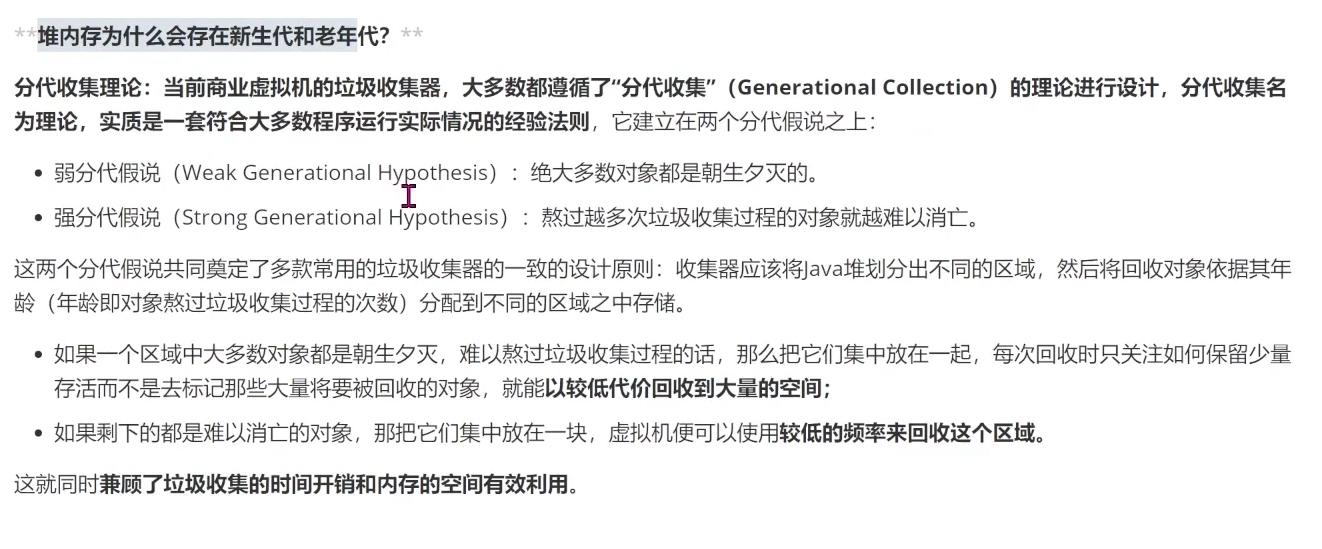 **堆内存为什么会存在新生代和老年代？**
分代收集理论：当前商业虚拟机的垃圾收集器，大多数都遵循了“分代收集”（Generational Collection）的理论进行设计，分代收集名
为理论，实质是一套符合大多数程序运行实际情况的经验法则，它建立在两个分代假说之上：
• 弱分代假说（Weak Generational Hypothesis）：绝大多数对象都是朝生夕灭的。
• 强分代假说（Strong Generational Hypothesis）：熬过越多次垃圾收集过程的对象就越难以消亡。
这两个分代假说共同奠定了多款常用的垃圾收集器的一致的设计原则：收集器应该将Java堆划分出不同的区域，然后将回收对象依据其年
龄（年龄即对象熬过垃圾收集过程的次数）分配到不同的区域之中存储。
• 如果一个区域中大多数对象都是朝生夕灭，难以熬过垃圾收集过程的话，那么把它们集中放在一起，每次回收时只关注如何保留少量
存活而不是去标记那些大量将要被回收的对象，就能以较低代价回收到大量的空间；
• 如果剩下的都是难以消亡的对象，那把它们集中放在一块，虚拟机便可以使用较低的频率来回收这个区域。
这就同时兼顾了垃圾收集的时间开销和内存的空间有效利用。